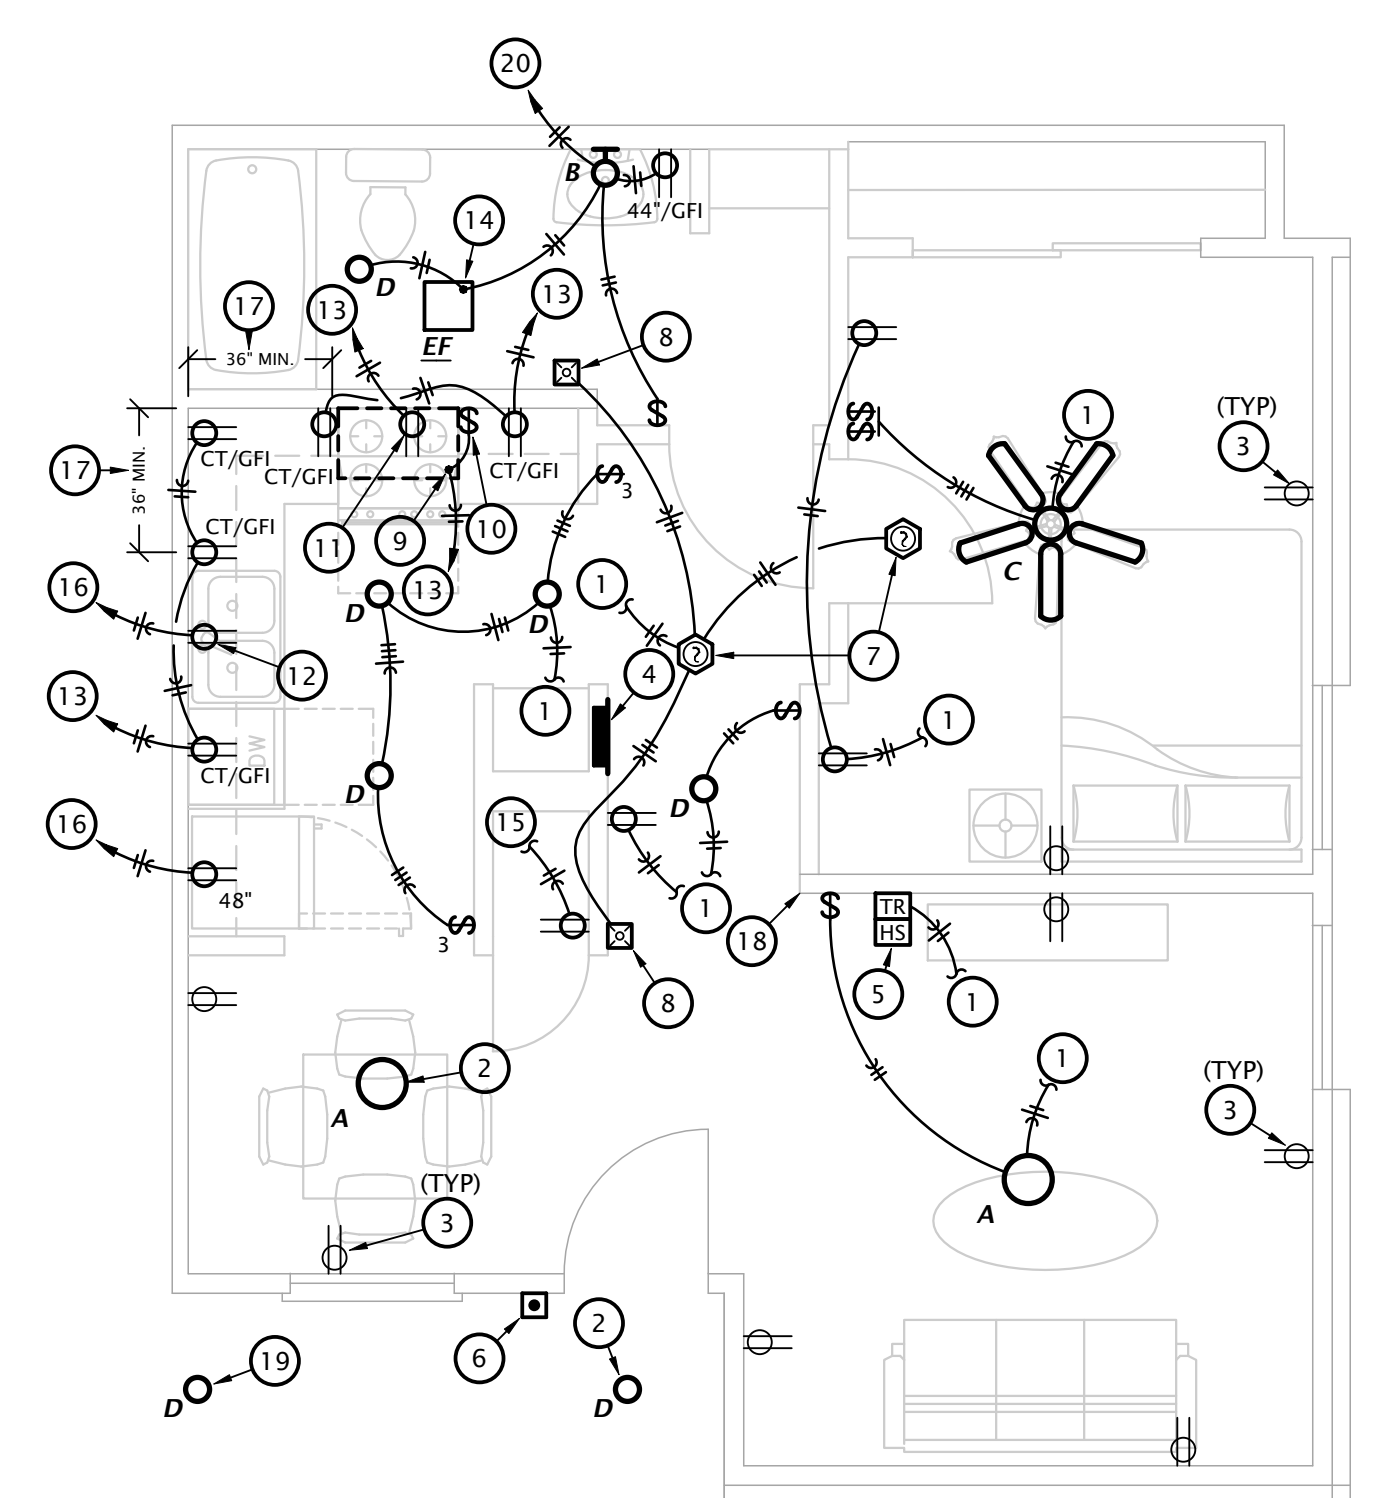 20
B
44"/GFI
14
D
17
13
13
EF
8
36" MIN.
1
(TYP)
3
CT/GFI
CT/GFI
CT/GFI
17
36" MIN.
$
$
$
$
$
3
CT/GFI
11
9
10
7
C
16
D
13
D
1
12
4
1
13
DW
CT/GFI
$
1
D
D
16
15
48"
1
18
$
TR
HS
$
3
5
1
8
2
1
A
(TYP)
3
(TYP)
3
A
6
2
19
D
D